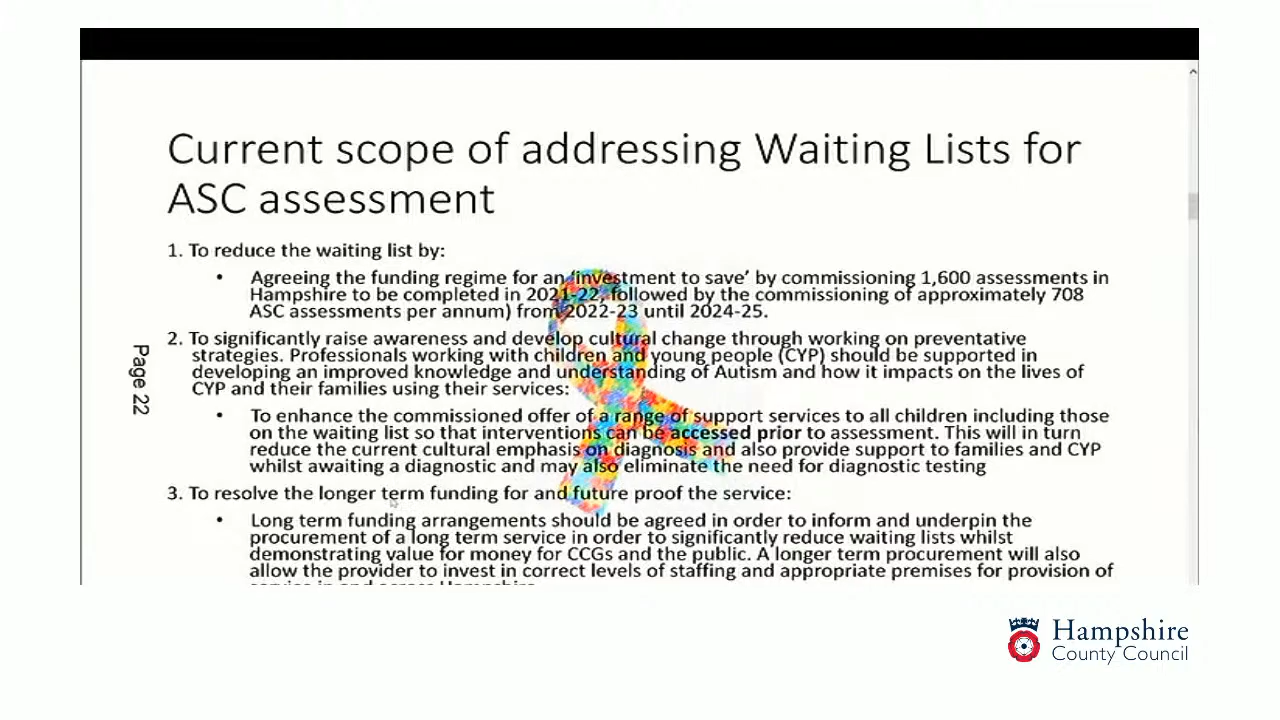 Current scope of addressing Waiting Lists for
ASC assessment
1. To reduce the waiting list by:
• Agreeing the funding regime for an 'investment to save' by commissioning 1,600 assessments in
Hampshire to be completed in 2021-22, followed by the commissioning of approximately 708
ASC assessments per annum) from 2022-23 until 2024-25.
2. To significantly raise awareness and develop cultural change through working on preventative
strategies. Professionals working with children and young people (CYP) should be supported in
developing an improved knowledge and understanding of Autism and how it impacts on the lives of
CYP and their families using their services:
• To enhance the commissioned offer of a range of support services to all children including those
on the waiting list so that interventions can be accessed prior to assessment. This will in turn
reduce the current cultural emphasis on diagnosis and also provide support to families and CYP
whilst awaiting a diagnostic and may also eliminate the need for diagnostic testing
3. To resolve the longer term funding for and future proof the service:
• Long term funding arrangements should be agreed in order to inform and underpin the
procurement of a long term service in order to significantly reduce waiting lists whilst
demonstrating value for money for CCGs and the public. A longer term procurement will also
allow the provider to invest in correct levels of staffing and appropriate premises for provision of
Page 22
Hampshire
County Council